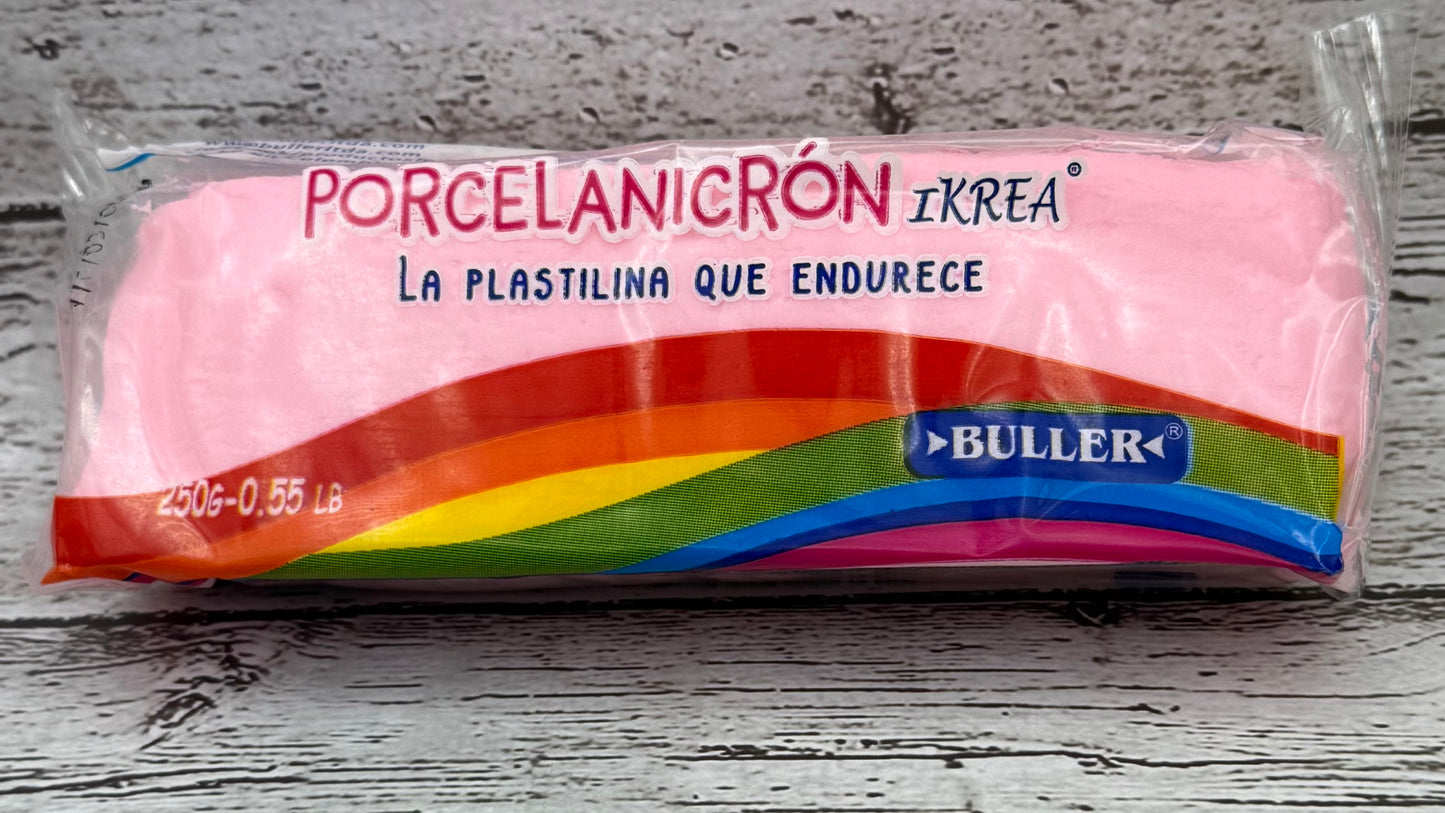 PORCELANICRÓN IKREA®
LA PLASTILINA QUE ENDURECE
BULLER®
250G-0.55 LB